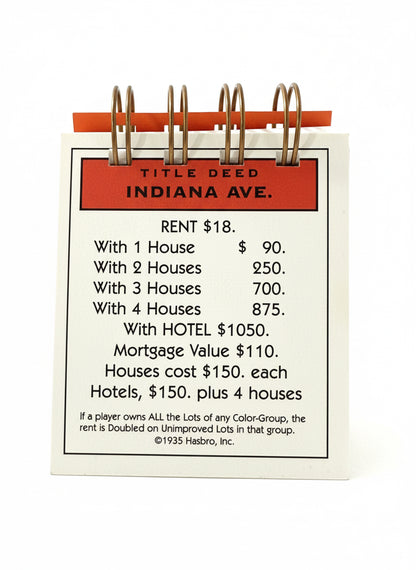 TITLE DEED
INDIANA AVE.
RENT $18.
With 1 House $ 90.
With 2 Houses 250.
With 3 Houses 700.
With 4 Houses 875.
With HOTEL $1050.
Mortgage Value $110.
Houses cost $150. each
Hotels, $150. plus 4 houses
If a player owns ALL the Lots of any Color-Group, the
rent is Doubled on Unimproved Lots in that group.
©1935 Hasbro, Inc.